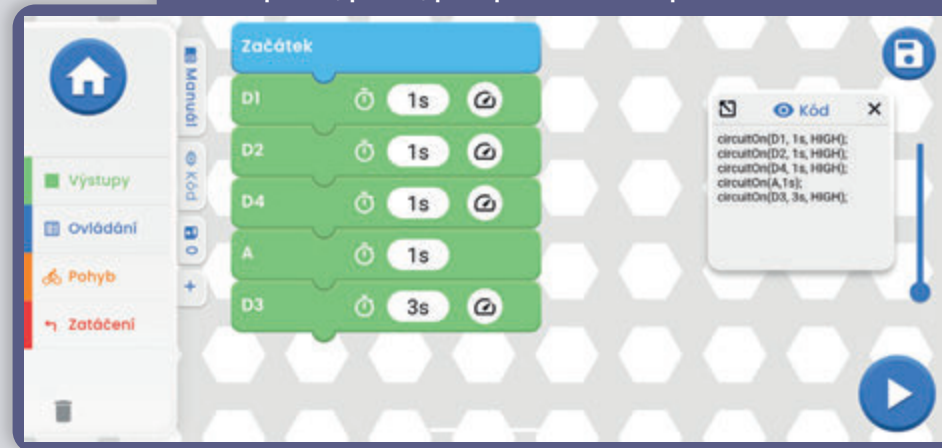 Začátek
D1 1s
D2 1s
D4 1s
A 1s
D3 3s
Manuál
Kód
0
+
Výstupy
Ovládání
Pohyb
Zatáčení
Kód
circuitOn(D1, 1s, HIGH);
circuitOn(D2, 1s, HIGH);
circuitOn(D4, 1s, HIGH);
circuitOn(A,1s);
circuitOn(D3, 3s, HIGH);